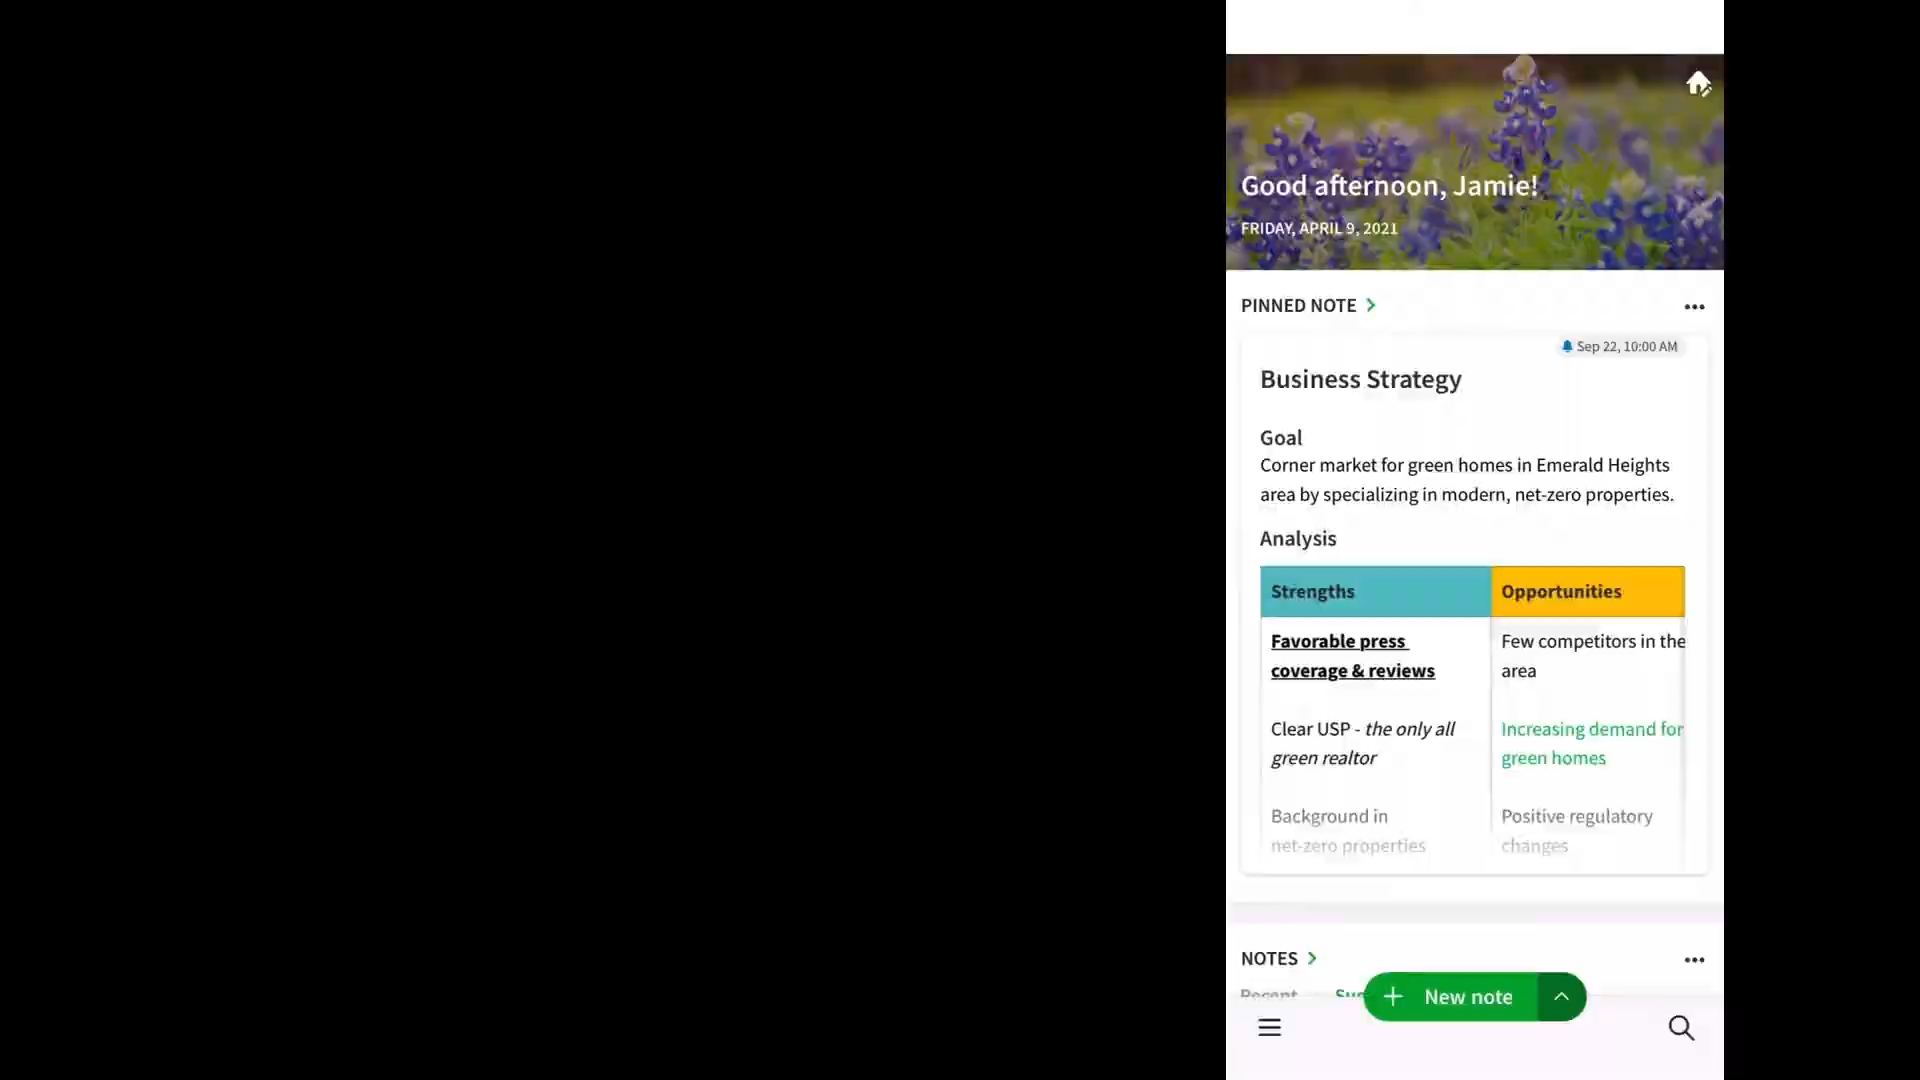 Good afternoon, Jamie!
FRIDAY, APRIL 9, 2021
PINNED NOTE
Sep 22, 10:00 AM
Business Strategy
Goal
Corner market for green homes in Emerald Heights
area by specializing in modern, net-zero properties.
Analysis
Strengths
Opportunities
Favorable press
coverage & reviews
Few competitors in the
area
Clear USP - the only all
green realtor
Increasing demand for
green homes
Background in
net-zero properties
Positive regulatory
changes
NOTES
Recent
New note